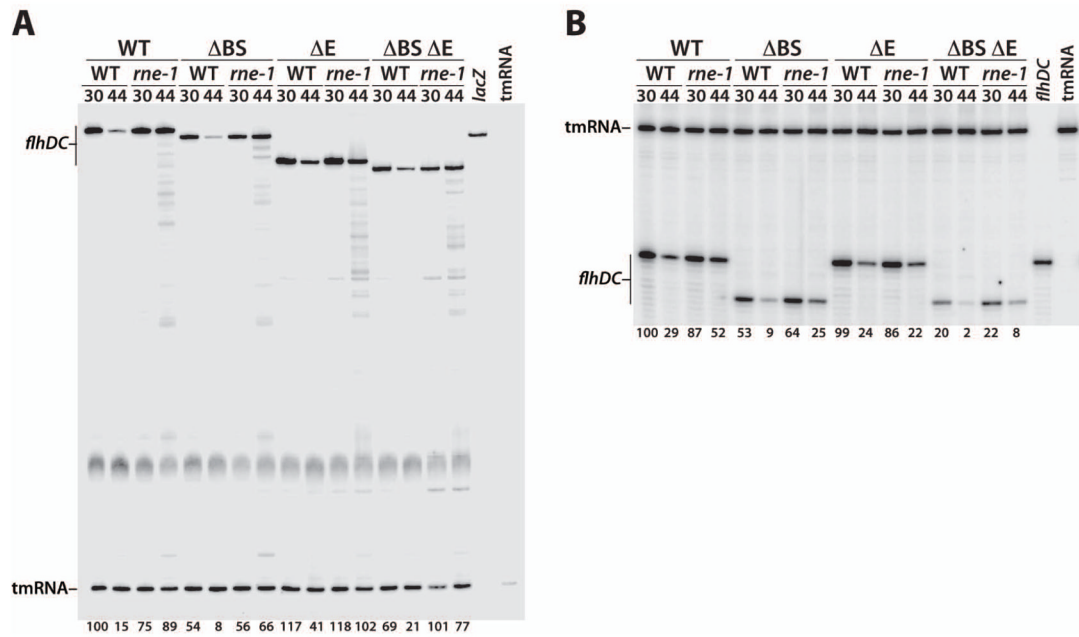 A
WT ΔBS ΔE ΔBS ΔE
WT rne-1 WT rne-1 WT rne-1 WT rne-1 lacZ tmRNA
30 44 30 44 30 44 30 44 30 44 30 44 30 44 30 44
flhDC
tmRNA
100 15 75 89 54 8 56 66 117 41 118 102 69 21 101 77
B
WT ΔBS ΔE ΔBS ΔE
WT rne-1 WT rne-1 WT rne-1 WT rne-1 flhDC tmRNA
30 44 30 44 30 44 30 44 30 44 30 44 30 44 30 44
tmRNA
flhDC
100 29 87 52 53 9 64 25 99 24 86 22 20 2 22 8